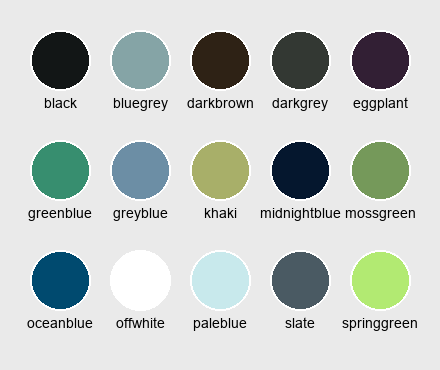 black bluegrey darkbrown darkgrey eggplant
greenblue greyblue khaki midnightblue mossgreen
oceanblue offwhite paleblue slate springgreen